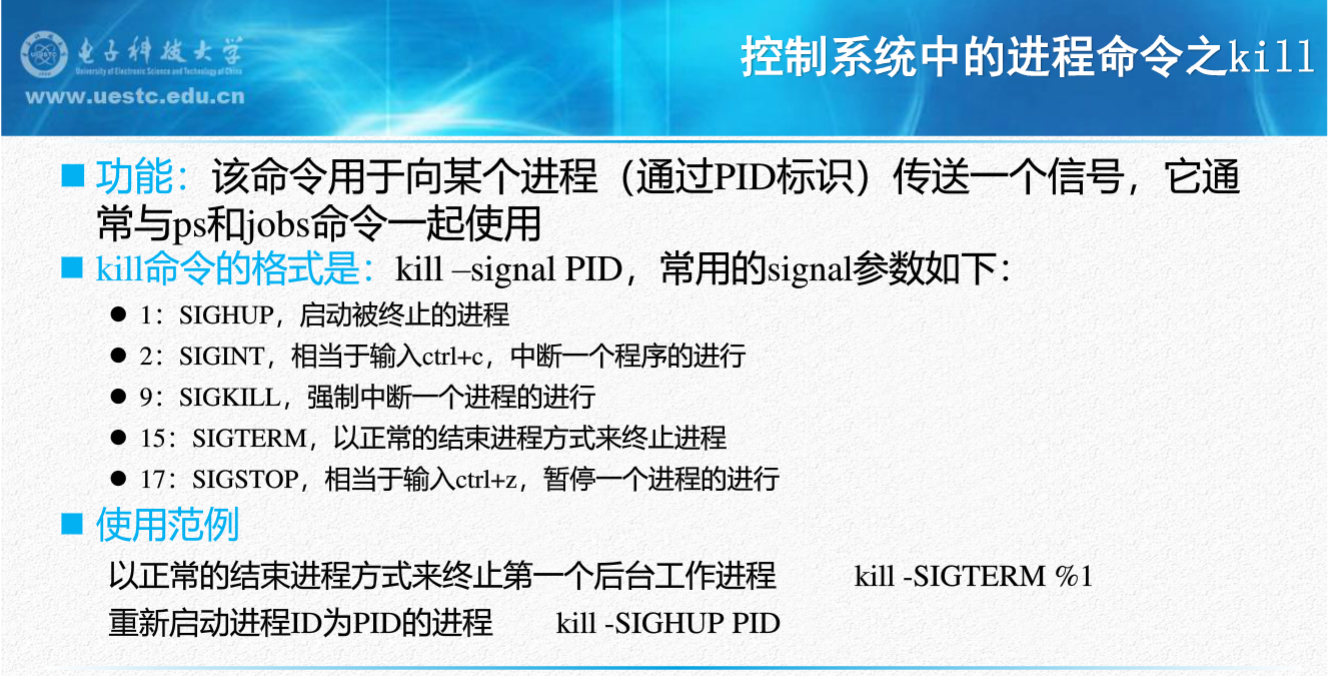 电子科技大学
University of Electronic Science and Technology of China
www.uestc.edu.cn
控制系统中的进程命令之kill
功能：该命令用于向某个进程（通过PID标识）传送一个信号，它通
常与ps和jobs命令一起使用
kill命令的格式是：kill –signal PID，常用的signal参数如下：
1：SIGHUP，启动被终止的进程
2：SIGINT，相当于输入ctrl+c，中断一个程序的进行
9：SIGKILL，强制中断一个进程的进行
15：SIGTERM，以正常的结束进程方式来终止进程
17：SIGSTOP，相当于输入ctrl+z，暂停一个进程的进行
使用范例
以正常的结束进程方式来终止第一个后台工作进程 kill -SIGTERM %1
重新启动进程ID为PID的进程 kill -SIGHUP PID